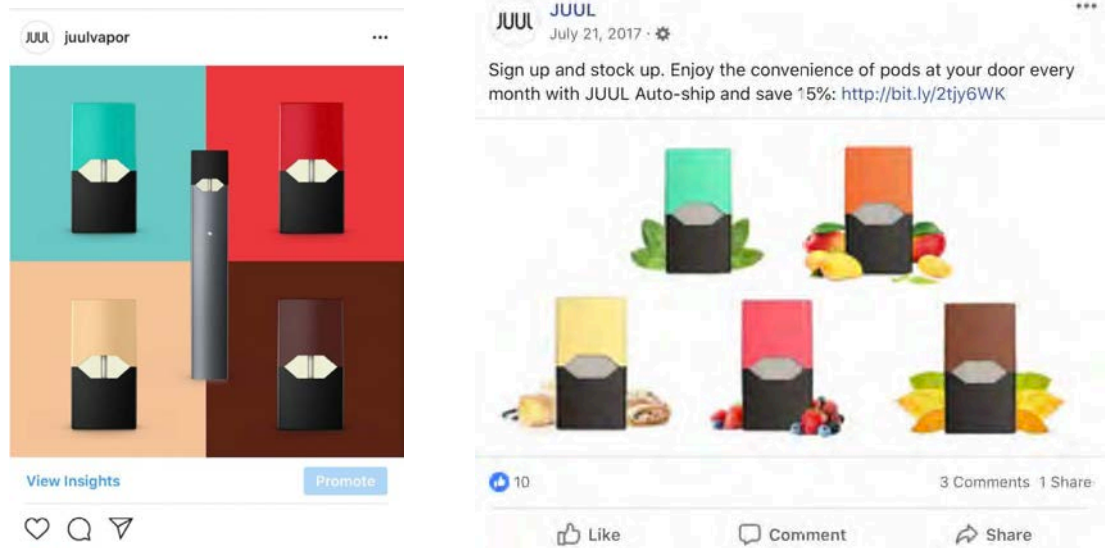 JUUL juulvapor
View Insights
Promote
JUUL JUUL
July 21, 2017
Sign up and stock up. Enjoy the convenience of pods at your door every
month with JUUL Auto-ship and save 15%: http://bit.ly/2tjy6WK
10
3 Comments 1 Share
Like
Comment
Share